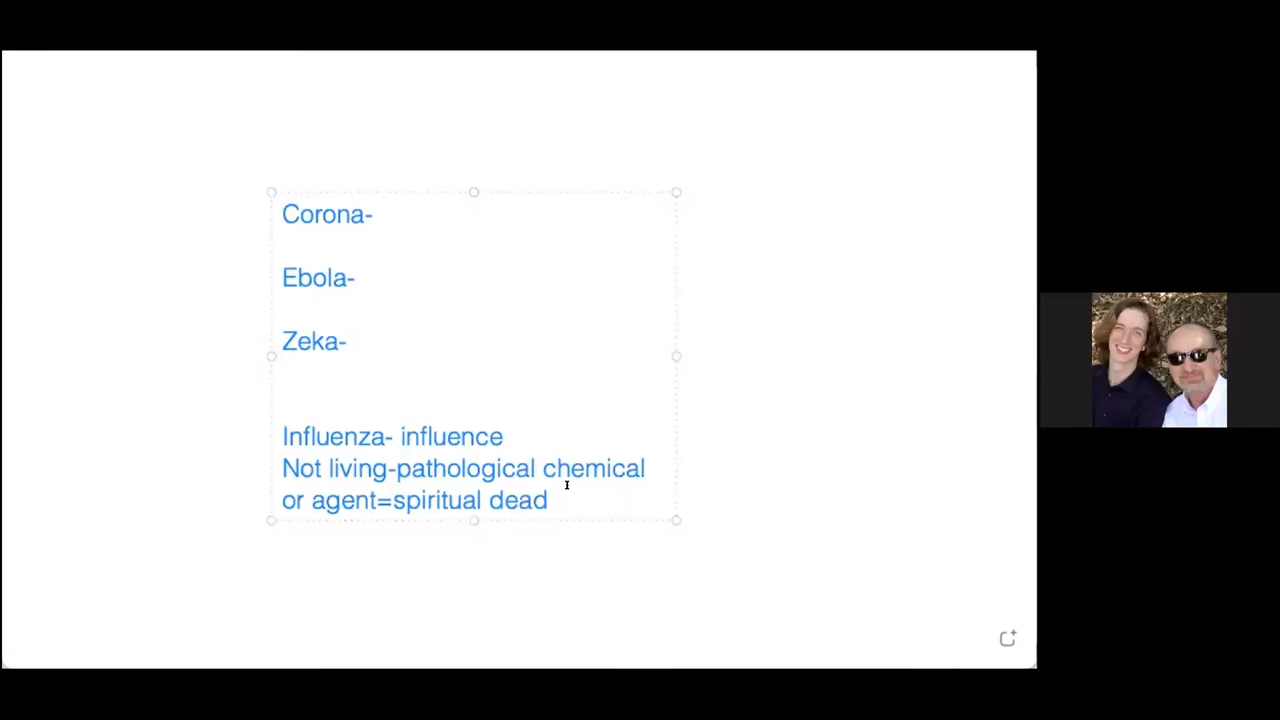 Corona-
Ebola-
Zeka-
Influenza- influence
Not living-pathological chemical
or agent=spiritual dead